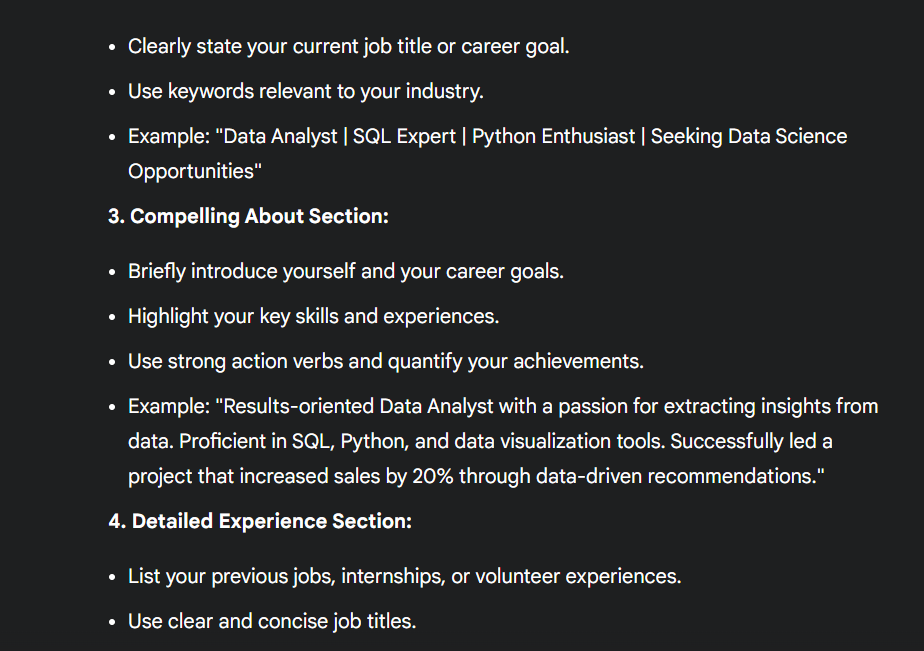 • Clearly state your current job title or career goal.
• Use keywords relevant to your industry.
• Example: "Data Analyst | SQL Expert | Python Enthusiast | Seeking Data Science
Opportunities"
3. Compelling About Section:
• Briefly introduce yourself and your career goals.
• Highlight your key skills and experiences.
• Use strong action verbs and quantify your achievements.
• Example: "Results-oriented Data Analyst with a passion for extracting insights from
data. Proficient in SQL, Python, and data visualization tools. Successfully led a
project that increased sales by 20% through data-driven recommendations."
4. Detailed Experience Section:
• List your previous jobs, internships, or volunteer experiences.
• Use clear and concise job titles.